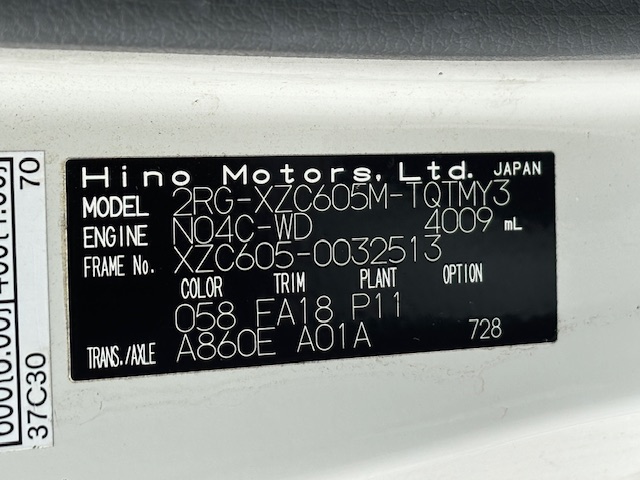 Hino Motors, Ltd. JAPAN
MODEL 2RG-XZC605M-TQTMY3
ENGINE N04C-WD 4009 mL
FRAME No. XZC605-0032513
COLOR TRIM PLANT OPTION
058 FA18 P11
TRANS./AXLE A860E A01A 728
70
37C30